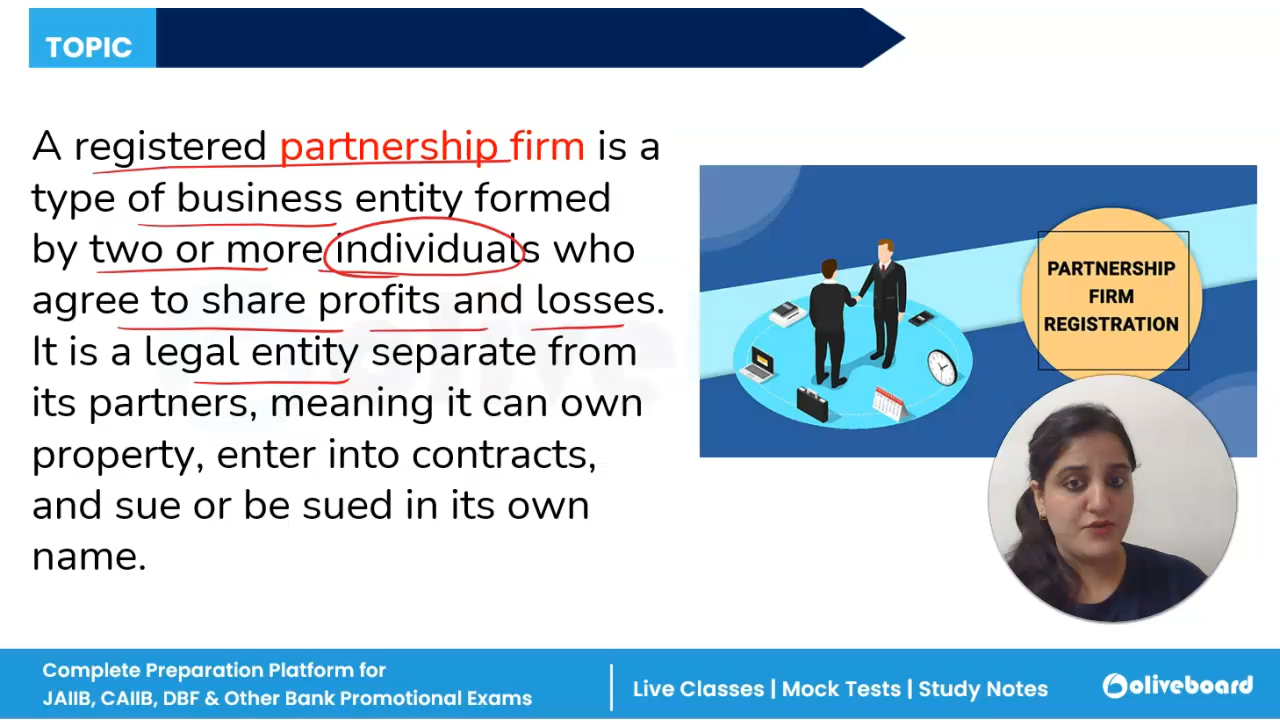 TOPIC
A registered partnership firm is a
type of business entity formed
by two or more individuals who
agree to share profits and losses.
It is a legal entity separate from
its partners, meaning it can own
property, enter into contracts,
and sue or be sued in its own
name.
PARTNERSHIP
FIRM
REGISTRATION
Complete Preparation Platform for
JAIIB, CAIIB, DBF & Other Bank Promotional Exams
Live Classes | Mock Tests | Study Notes
oliveboard